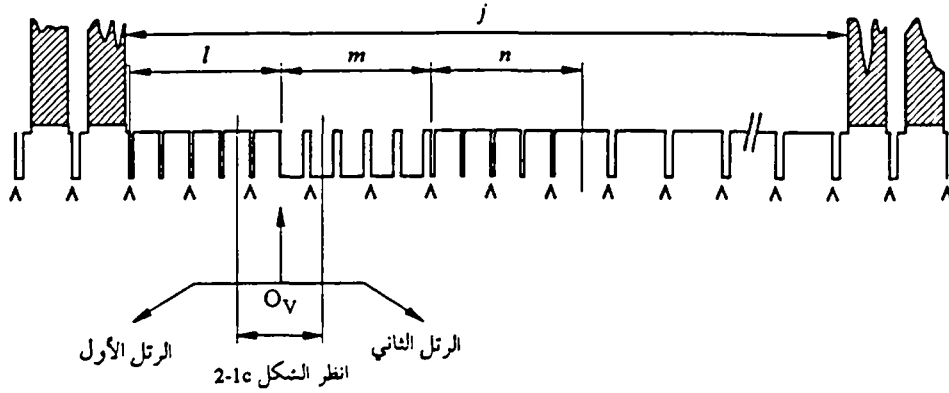 j
l m n
O_V
الرتل الأول
الرتل الثاني
انظر الشكل 2-1c